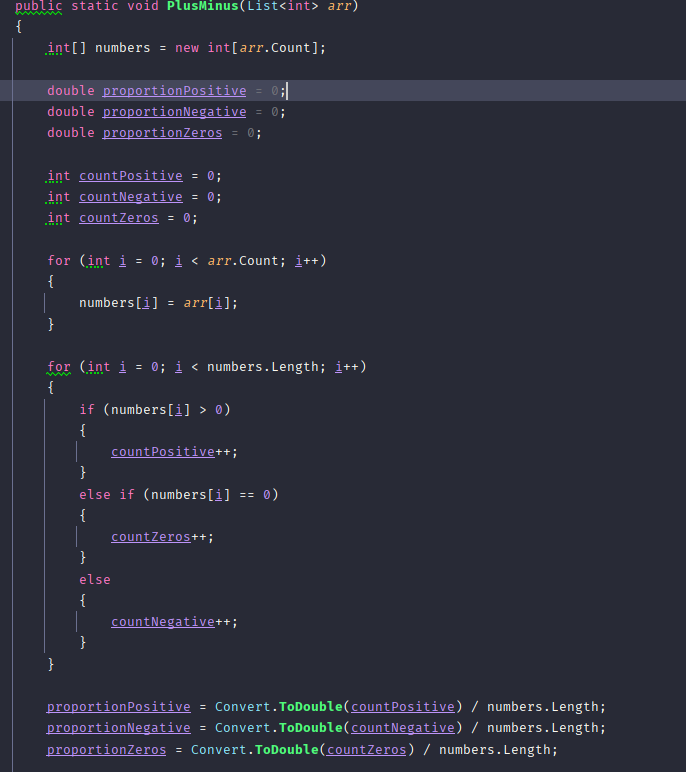 public static void PlusMinus(List<int> arr)
{
    int[] numbers = new int[arr.Count];

    double proportionPositive = 0;
    double proportionNegative = 0;
    double proportionZeros = 0;

    int countPositive = 0;
    int countNegative = 0;
    int countZeros = 0;

    for (int i = 0; i < arr.Count; i++)
    {
        numbers[i] = arr[i];
    }

    for (int i = 0; i < numbers.Length; i++)
    {
        if (numbers[i] > 0)
        {
            countPositive++;
        }
        else if (numbers[i] == 0)
        {
            countZeros++;
        }
        else
        {
            countNegative++;
        }
    }

    proportionPositive = Convert.ToDouble(countPositive) / numbers.Length;
    proportionNegative = Convert.ToDouble(countNegative) / numbers.Length;
    proportionZeros = Convert.ToDouble(countZeros) / numbers.Length;